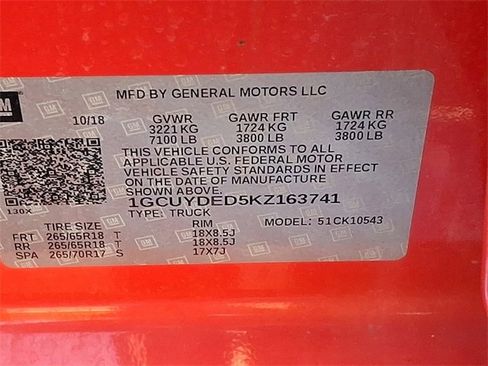 MFD BY GENERAL MOTORS LLC
GM
10/18 GVWR GAWR FRT GAWR RR
3221 KG 1724 KG 1724 KG
7100 LB 3800 LB 3800 LB
THIS VEHICLE CONFORMS TO ALL
APPLICABLE U.S. FEDERAL MOTOR
VEHICLE SAFETY STANDARDS IN EFFECT
ON THE DATE OF MANUFACTURE
SHOWN ABOVE.
1GCUYDED5KZ163741
130X TYPE: TRUCK MODEL: 51CK10543
TIRE SIZE RIM
FRT 265/65R18 T 18X8.5J
RR 265/65R18 T 18X8.5J
SPA 265/70R17 S 17X7J